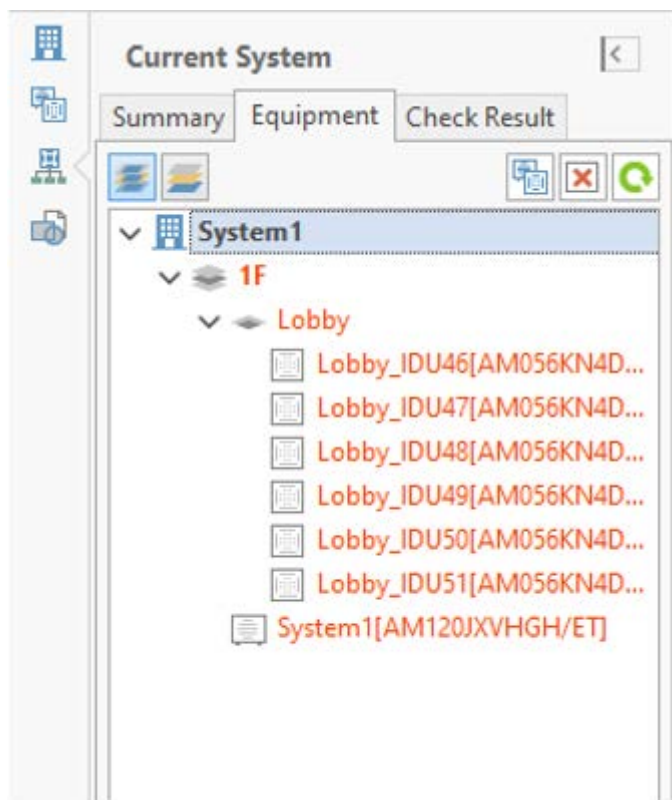 Current System
Summary Equipment Check Result
System1
1F
Lobby
Lobby_IDU46[AM056KN4D...
Lobby_IDU47[AM056KN4D...
Lobby_IDU48[AM056KN4D...
Lobby_IDU49[AM056KN4D...
Lobby_IDU50[AM056KN4D...
Lobby_IDU51[AM056KN4D...
System1[AM120JXVHGH/ET]